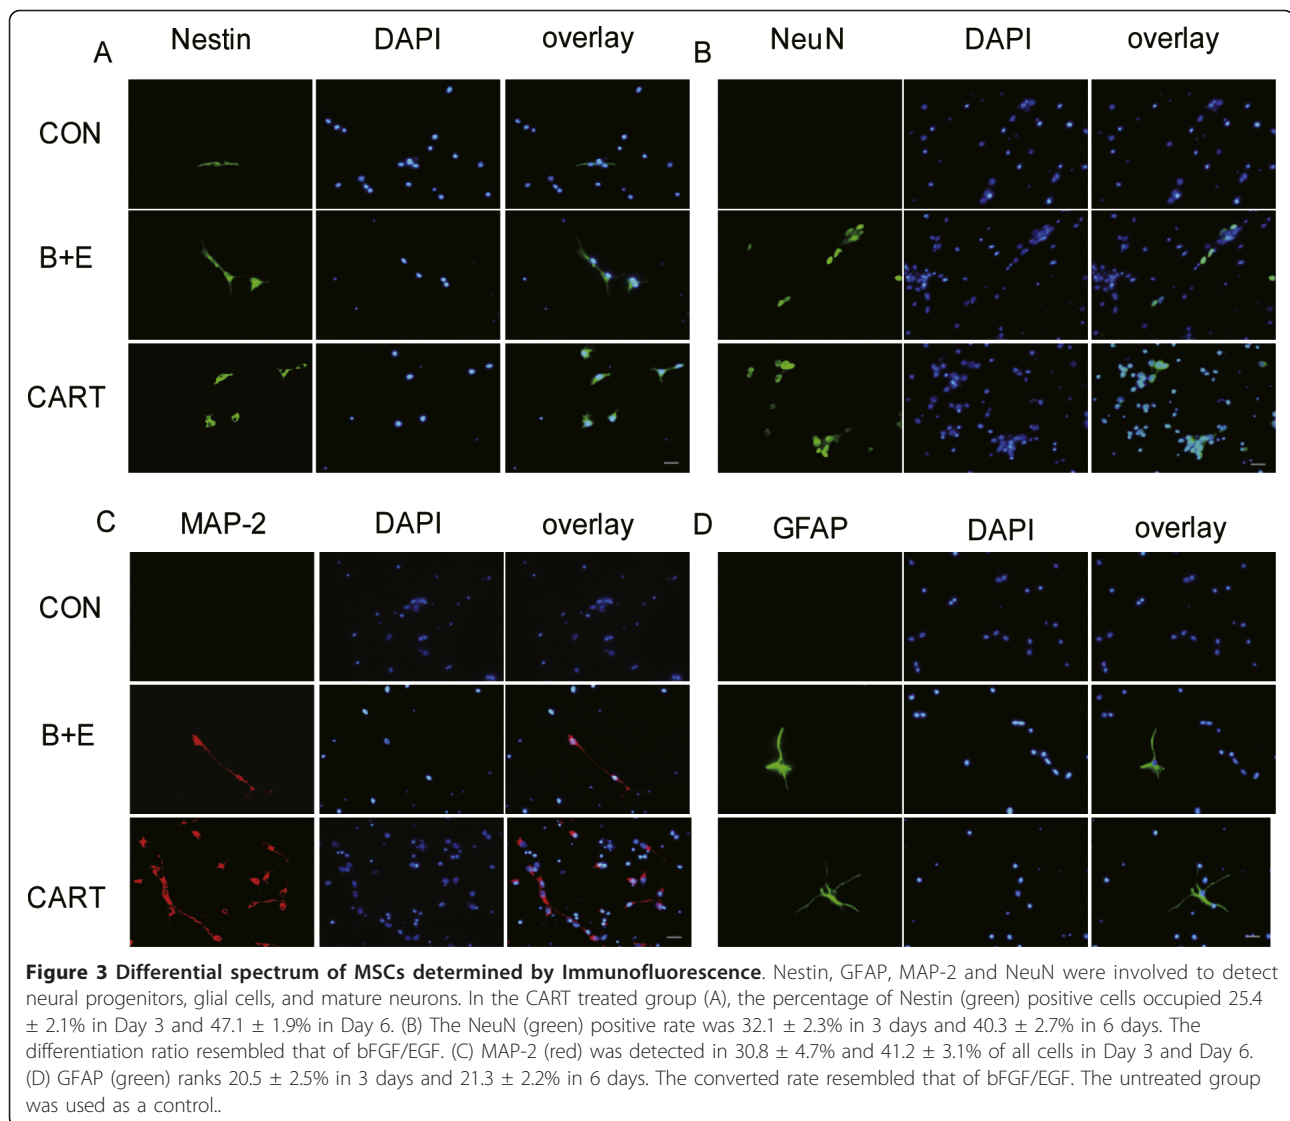 A Nestin DAPI overlay
CON
B+E
CART
B NeuN DAPI overlay
C MAP-2 DAPI overlay
CON
B+E
CART
D GFAP DAPI overlay
Figure 3 Differential spectrum of MSCs determined by Immunofluorescence. Nestin, GFAP, MAP-2 and NeuN were involved to detect
neural progenitors, glial cells, and mature neurons. In the CART treated group (A), the percentage of Nestin (green) positive cells occupied 25.4
± 2.1% in Day 3 and 47.1 ± 1.9% in Day 6. (B) The NeuN (green) positive rate was 32.1 ± 2.3% in 3 days and 40.3 ± 2.7% in 6 days. The
differentiation ratio resembled that of bFGF/EGF. (C) MAP-2 (red) was detected in 30.8 ± 4.7% and 41.2 ± 3.1% of all cells in Day 3 and Day 6.
(D) GFAP (green) ranks 20.5 ± 2.5% in 3 days and 21.3 ± 2.2% in 6 days. The converted rate resembled that of bFGF/EGF. The untreated group
was used as a control..